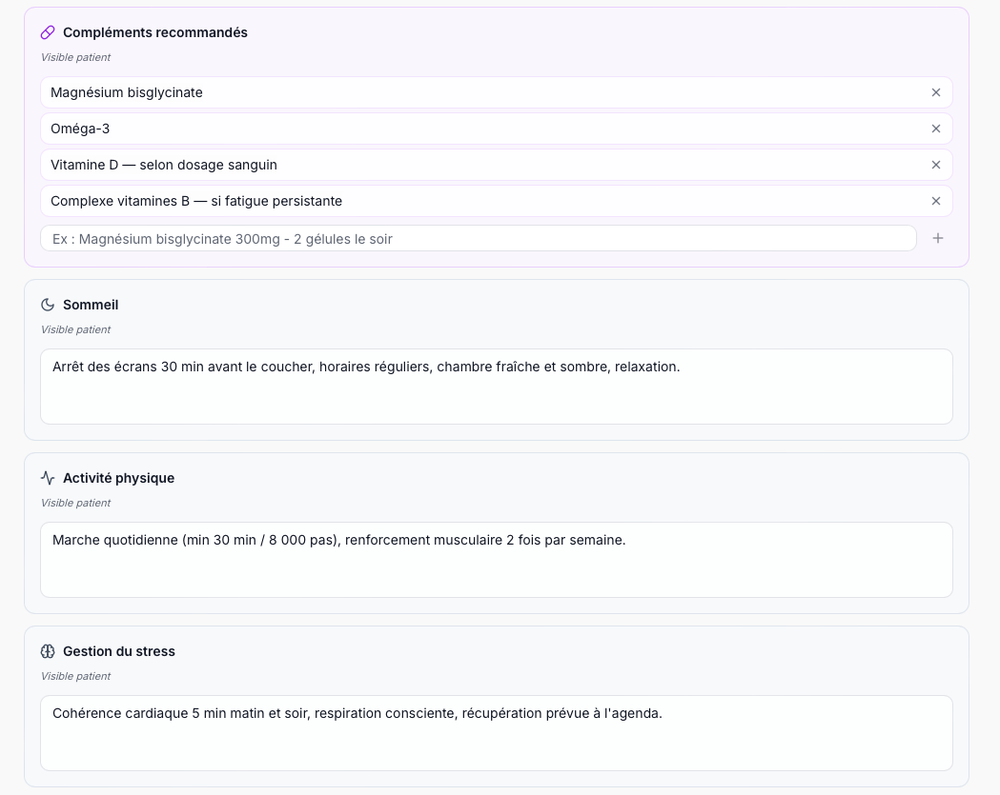 Compléments recommandés
Visible patient
Magnésium bisglycinate
Oméga-3
Vitamine D — selon dosage sanguin
Complexe vitamines B — si fatigue persistante
Ex : Magnésium bisglycinate 300mg - 2 gélules le soir
Sommeil
Visible patient
Arrêt des écrans 30 min avant le coucher, horaires réguliers, chambre fraîche et sombre, relaxation.
Activité physique
Visible patient
Marche quotidienne (min 30 min / 8 000 pas), renforcement musculaire 2 fois par semaine.
Gestion du stress
Visible patient
Cohérence cardiaque 5 min matin et soir, respiration consciente, récupération prévue à l'agenda.